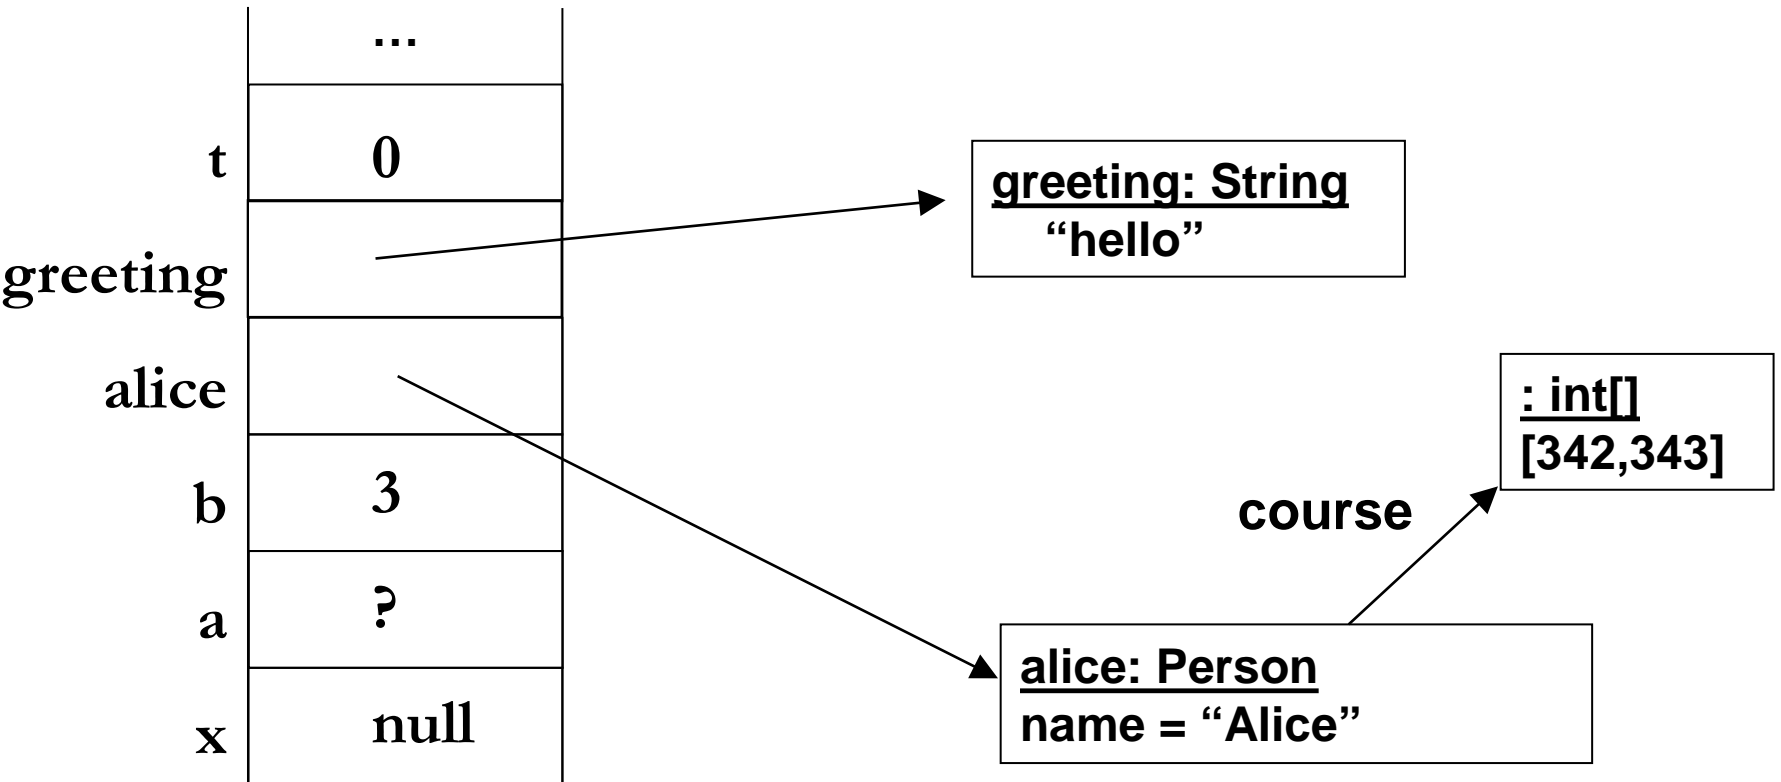 ...
t 0
greeting
alice
b 3
a ?
x null
greeting: String
“hello”
: int[]
[342,343]
course
alice: Person
name = “Alice”